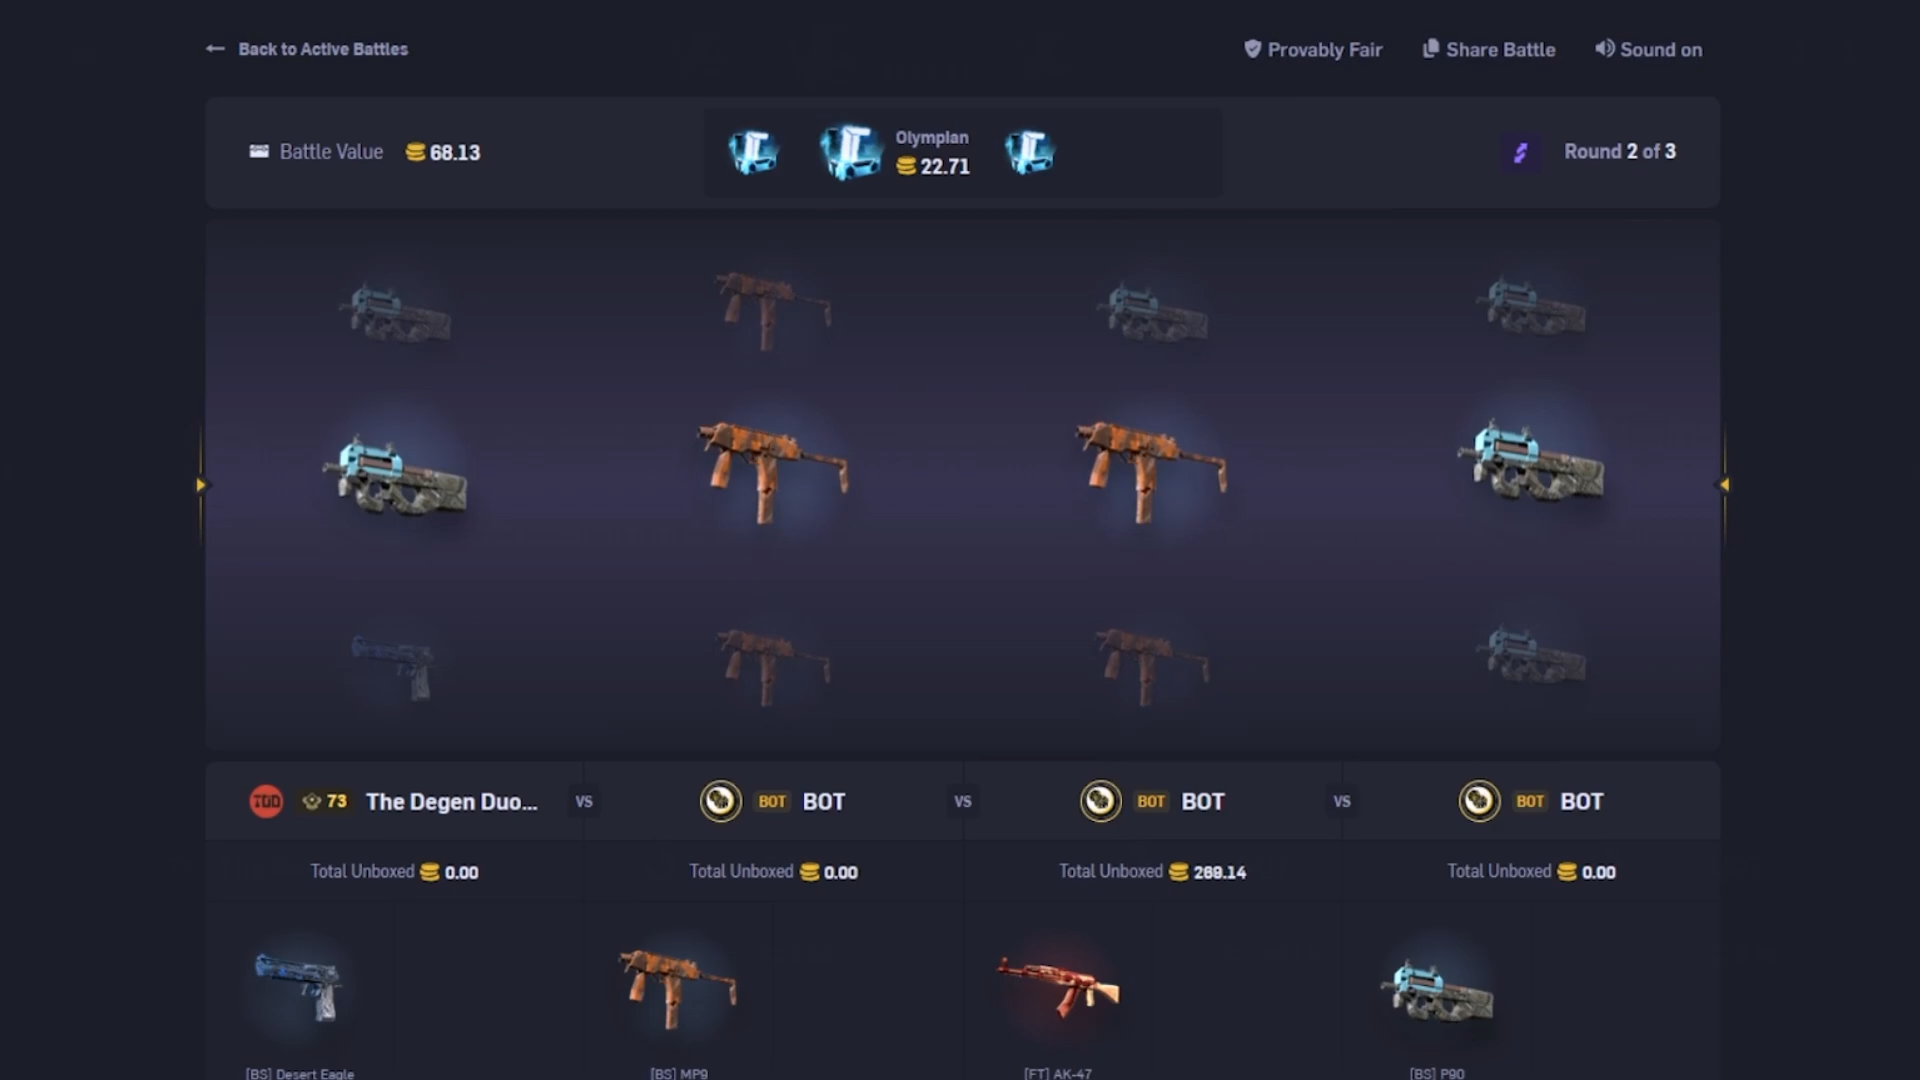 Back to Active Battles
Provably Fair
Share Battle
Sound on
Battle Value 68.13
Olympian
22.71
Round 2 of 3
TGD 73 The Degen Duo...
VS
BOT BOT
VS
BOT BOT
VS
BOT BOT
Total Unboxed 0.00
Total Unboxed 0.00
Total Unboxed 269.14
Total Unboxed 0.00
[BS] Desert Eagle
[BS] MP9
[FT] AK-47
[BS] P90